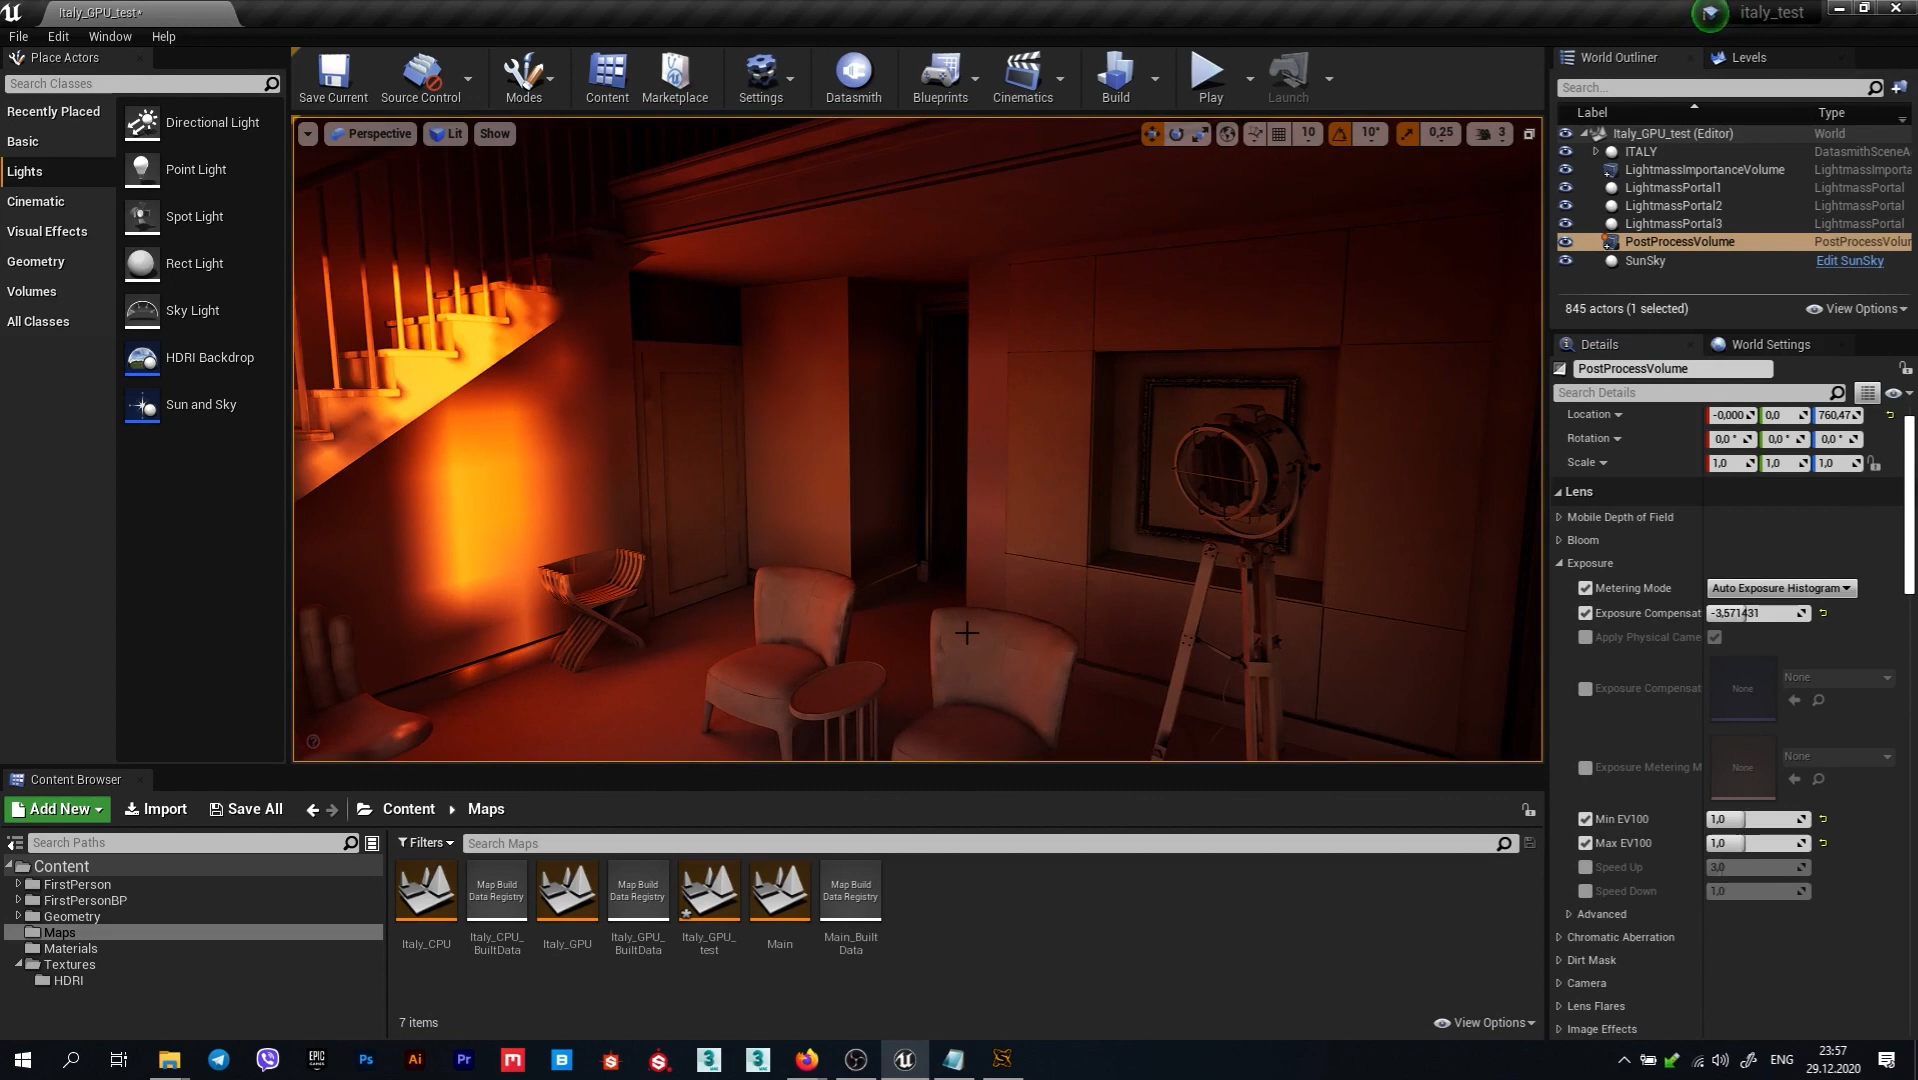 Italy_GPU_test*
italy_test
File Edit Window Help
Place Actors
Search Classes
Recently Placed
Basic
Lights
Cinematic
Visual Effects
Geometry
Volumes
All Classes
Directional Light
Point Light
Spot Light
Rect Light
Sky Light
HDRI Backdrop
Sun and Sky
Save Current
Source Control
Modes
Content
Marketplace
Settings
Datasmith
Blueprints
Cinematics
Build
Play
Launch
Perspective Lit Show
10 10° 0,25 3
World Outliner Levels
Search...
Label Type
Italy_GPU_test (Editor) World
ITALY DatasmithSceneA
LightmassImportanceVolume LightmassImporta
LightmassPortal1 LightmassPortal
LightmassPortal2 LightmassPortal
LightmassPortal3 LightmassPortal
PostProcessVolume PostProcessVolur
SunSky Edit SunSky
845 actors (1 selected) View Options
Details World Settings
PostProcessVolume
Search Details
Location -0,000 0,0 760,47
Rotation 0,0 ° 0,0 ° 0,0 °
Scale 1,0 1,0 1,0
Lens
Mobile Depth of Field
Bloom
Exposure
Metering Mode Auto Exposure Histogram
Exposure Compensat -3,571431
Apply Physical Came
Exposure Compensat None None
Exposure Metering M None None
Min EV100 1,0
Max EV100 1,0
Speed Up 3,0
Speed Down 1,0
Advanced
Chromatic Aberration
Dirt Mask
Camera
Lens Flares
Image Effects
Content Browser
Add New Import Save All Content Maps
Search Paths
Filters Search Maps
Content
FirstPerson
FirstPersonBP
Geometry
Maps
Materials
Textures
HDRI
Map Build
Data Registry
Map Build
Data Registry
Map Build
Data Registry
Italy_CPU
Italy_CPU_
BuiltData
Italy_GPU
Italy_GPU_
BuiltData
Italy_GPU_
test
Main
Main_Built
Data
7 items View Options
EPIC
GAMES
Ps Ai Pr
ENG
23:57
29.12.2020